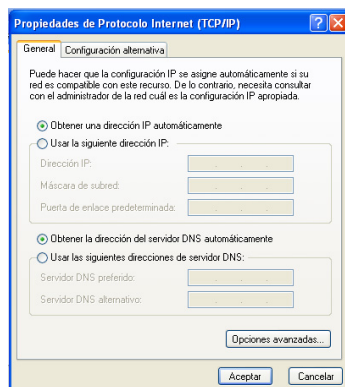 Propiedades de Protocolo Internet (TCP/IP)
General
Configuración alternativa
Puede hacer que la configuración IP se asigne automáticamente si su
red es compatible con este recurso. De lo contrario, necesita consultar
con el administrador de la red cuál es la configuración IP apropiada.
Obtener una dirección IP automáticamente
Usar la siguiente dirección IP:
Dirección IP:
Máscara de subred:
Puerta de enlace predeterminada:
Obtener la dirección del servidor DNS automáticamente
Usar las siguientes direcciones de servidor DNS:
Servidor DNS preferido:
Servidor DNS alternativo:
Opciones avanzadas...
Aceptar
Cancelar